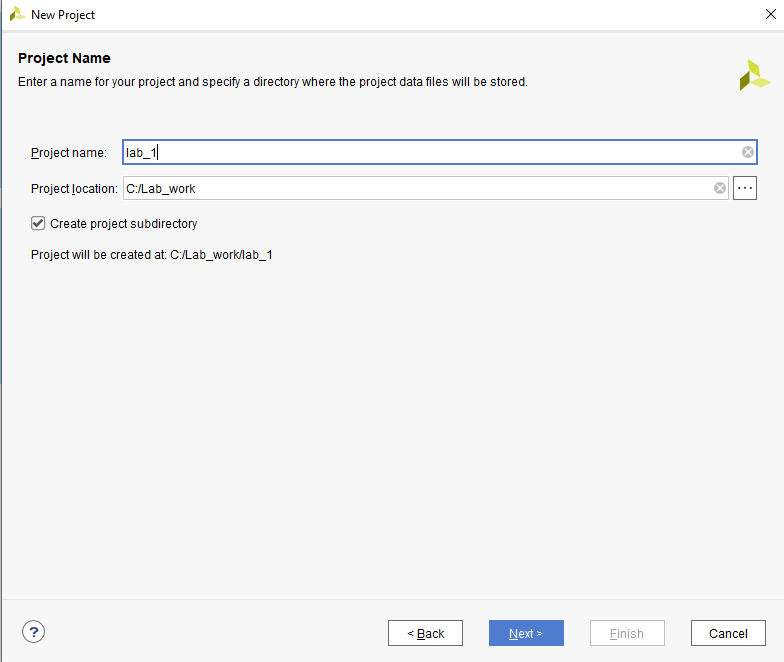 New Project
Project Name
Enter a name for your project and specify a directory where the project data files will be stored.
Project name: lab_1
Project location: C:/Lab_work ...
Create project subdirectory
Project will be created at: C:/Lab_work/lab_1
? < Back Next > Finish Cancel